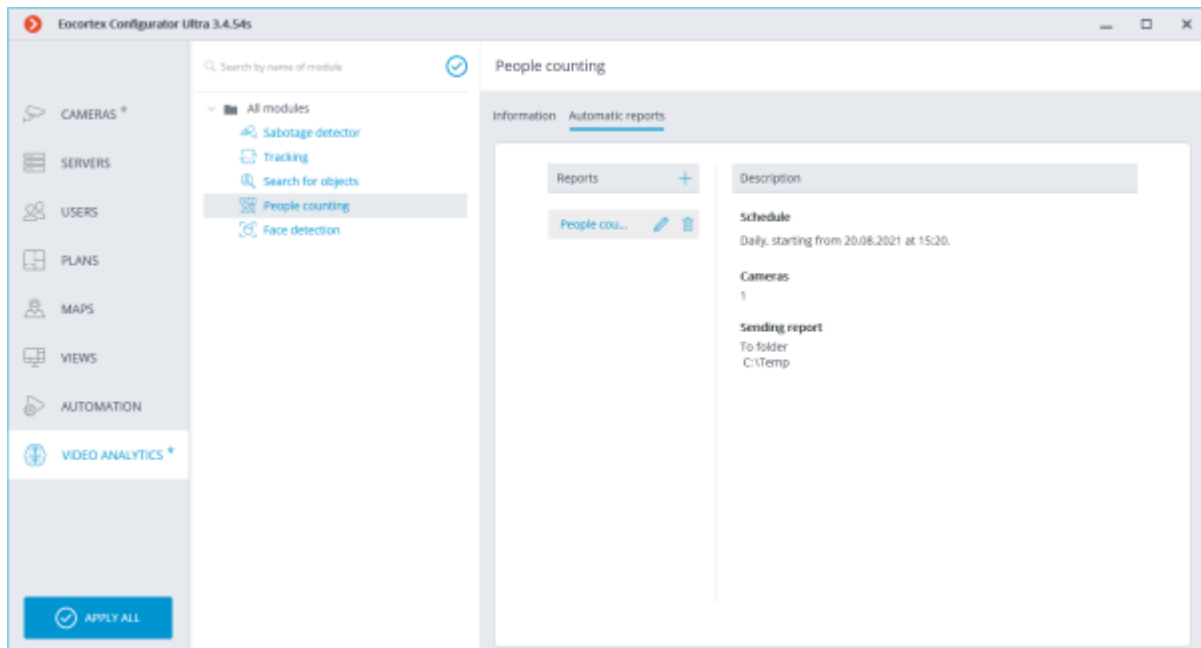 Eocortex Configurator Ultra 3.4.54s
Search by name of module
People counting
CAMERAS *
SERVERS
USERS
PLANS
MAPS
VIEWS
AUTOMATION
VIDEO ANALYTICS *
APPLY ALL
All modules
Sabotage detector
Tracking
Search for objects
People counting
Face detection
Information
Automatic reports
Reports
People cou...
Description
Schedule
Daily, starting from 20.08.2021 at 15:20.
Cameras
1
Sending report
To folder
C:\Temp